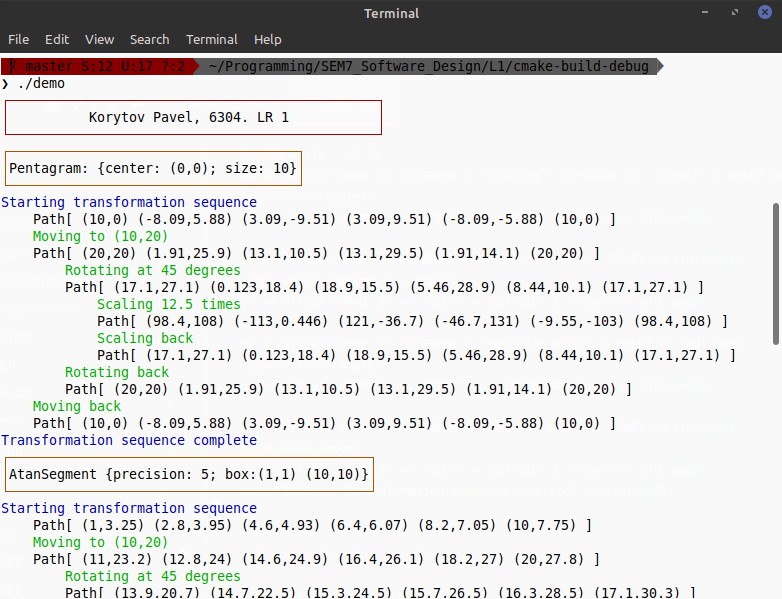 Terminal
File Edit View Search Terminal Help
master S:12 U:17 ?:2 ~/Programming/SEM7_Software_Design/L1/cmake-build-debug
❯ ./demo
Korytov Pavel, 6304. LR 1
Pentagram: {center: (0,0); size: 10}
Starting transformation sequence
Path[ (10,0) (-8.09,5.88) (3.09,-9.51) (3.09,9.51) (-8.09,-5.88) (10,0) ]
Moving to (10,20)
Path[ (20,20) (1.91,25.9) (13.1,10.5) (13.1,29.5) (1.91,14.1) (20,20) ]
Rotating at 45 degrees
Path[ (17.1,27.1) (0.123,18.4) (18.9,15.5) (5.46,28.9) (8.44,10.1) (17.1,27.1) ]
Scaling 12.5 times
Path[ (98.4,108) (-113,0.446) (121,-36.7) (-46.7,131) (-9.55,-103) (98.4,108) ]
Scaling back
Path[ (17.1,27.1) (0.123,18.4) (18.9,15.5) (5.46,28.9) (8.44,10.1) (17.1,27.1) ]
Rotating back
Path[ (20,20) (1.91,25.9) (13.1,10.5) (13.1,29.5) (1.91,14.1) (20,20) ]
Moving back
Path[ (10,0) (-8.09,5.88) (3.09,-9.51) (3.09,9.51) (-8.09,-5.88) (10,0) ]
Transformation sequence complete
AtanSegment {precision: 5; box:(1,1) (10,10)}
Starting transformation sequence
Path[ (1,3.25) (2.8,3.95) (4.6,4.93) (6.4,6.07) (8.2,7.05) (10,7.75) ]
Moving to (10,20)
Path[ (11,23.2) (12.8,24) (14.6,24.9) (16.4,26.1) (18.2,27) (20,27.8) ]
Rotating at 45 degrees
Path[ (13.9,20.7) (14.7,22.5) (15.3,24.5) (15.7,26.5) (16.3,28.5) (17.1,30.3) ]